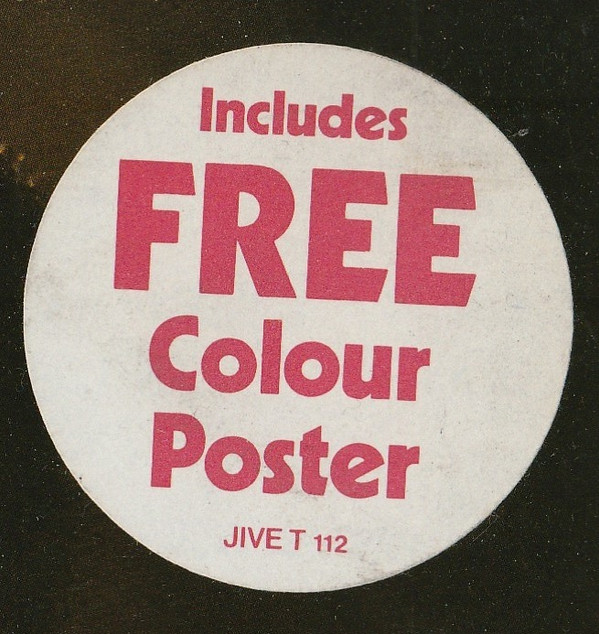 Includes
FREE
Colour
Poster
JIVE T 112